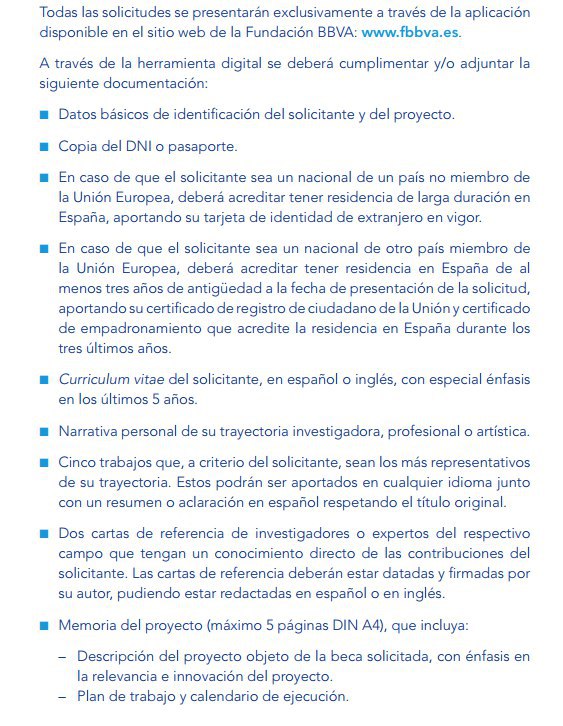 Todas las solicitudes se presentarán exclusivamente a través de la aplicación
disponible en el sitio web de la Fundación BBVA: www.fbbva.es.
A través de la herramienta digital se deberá cumplimentar y/o adjuntar la
siguiente documentación:
■ Datos básicos de identificación del solicitante y del proyecto.
■ Copia del DNI o pasaporte.
■ En caso de que el solicitante sea un nacional de un país no miembro de
la Unión Europea, deberá acreditar tener residencia de larga duración en
España, aportando su tarjeta de identidad de extranjero en vigor.
■ En caso de que el solicitante sea un nacional de otro país miembro de
la Unión Europea, deberá acreditar tener residencia en España de al
menos tres años de antigüedad a la fecha de presentación de la solicitud,
aportando su certificado de registro de ciudadano de la Unión y certificado
de empadronamiento que acredite la residencia en España durante los
tres últimos años.
■ Curriculum vitae del solicitante, en español o inglés, con especial énfasis
en los últimos 5 años.
■ Narrativa personal de su trayectoria investigadora, profesional o artística.
■ Cinco trabajos que, a criterio del solicitante, sean los más representativos
de su trayectoria. Estos podrán ser aportados en cualquier idioma junto
con un resumen o aclaración en español respetando el título original.
■ Dos cartas de referencia de investigadores o expertos del respectivo
campo que tengan un conocimiento directo de las contribuciones del
solicitante. Las cartas de referencia deberán estar datadas y firmadas por
su autor, pudiendo estar redactadas en español o en inglés.
■ Memoria del proyecto (máximo 5 páginas DIN A4), que incluya:
– Descripción del proyecto objeto de la beca solicitada, con énfasis en
la relevancia e innovación del proyecto.
– Plan de trabajo y calendario de ejecución.